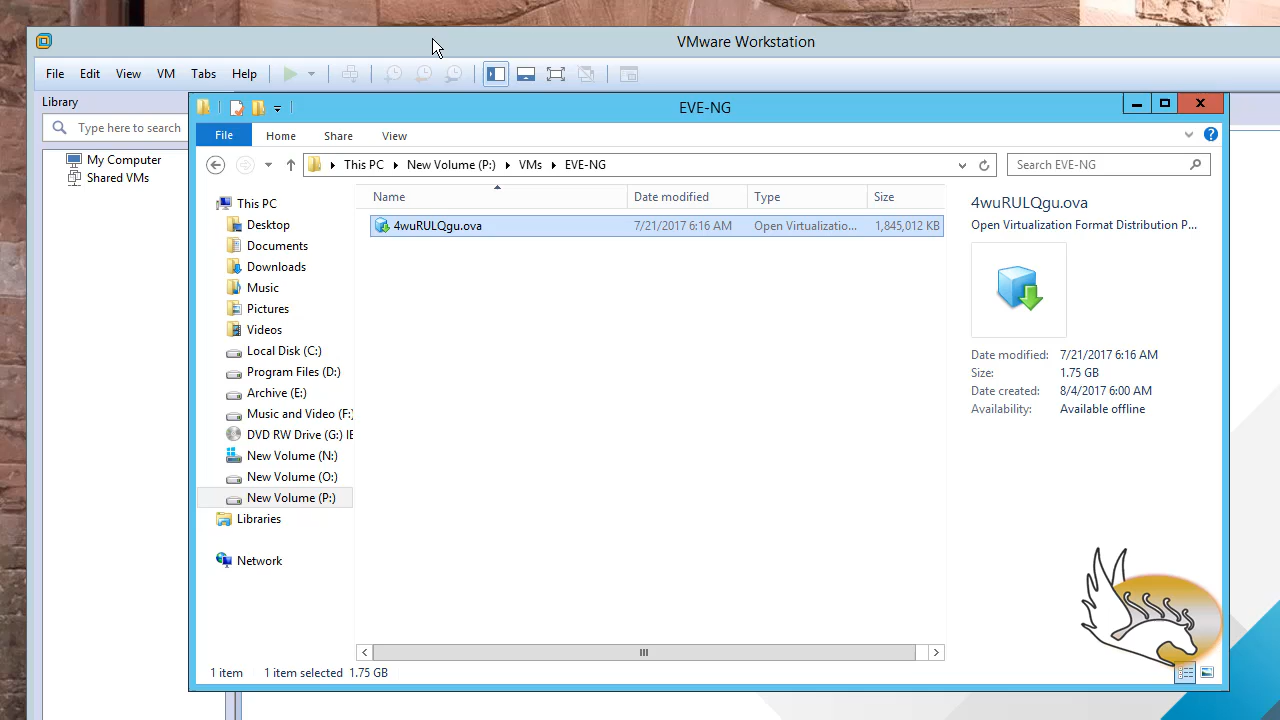 VMware Workstation
File Edit View VM Tabs Help
Library
Type here to search
My Computer
Shared VMs
EVE-NG
File Home Share View
This PC New Volume (P:) VMs EVE-NG
Search EVE-NG
Name Date modified Type Size
4wuRULQgu.ova 7/21/2017 6:16 AM Open Virtualizatio... 1,845,012 KB
This PC
Desktop
Documents
Downloads
Music
Pictures
Videos
Local Disk (C:)
Program Files (D:)
Archive (E:)
Music and Video (F:)
DVD RW Drive (G:) IE
New Volume (N:)
New Volume (O:)
New Volume (P:)
Libraries
Network
4wuRULQgu.ova
Open Virtualization Format Distribution P...
Date modified: 7/21/2017 6:16 AM
Size: 1.75 GB
Date created: 8/4/2017 6:00 AM
Availability: Available offline
1 item 1 item selected 1.75 GB